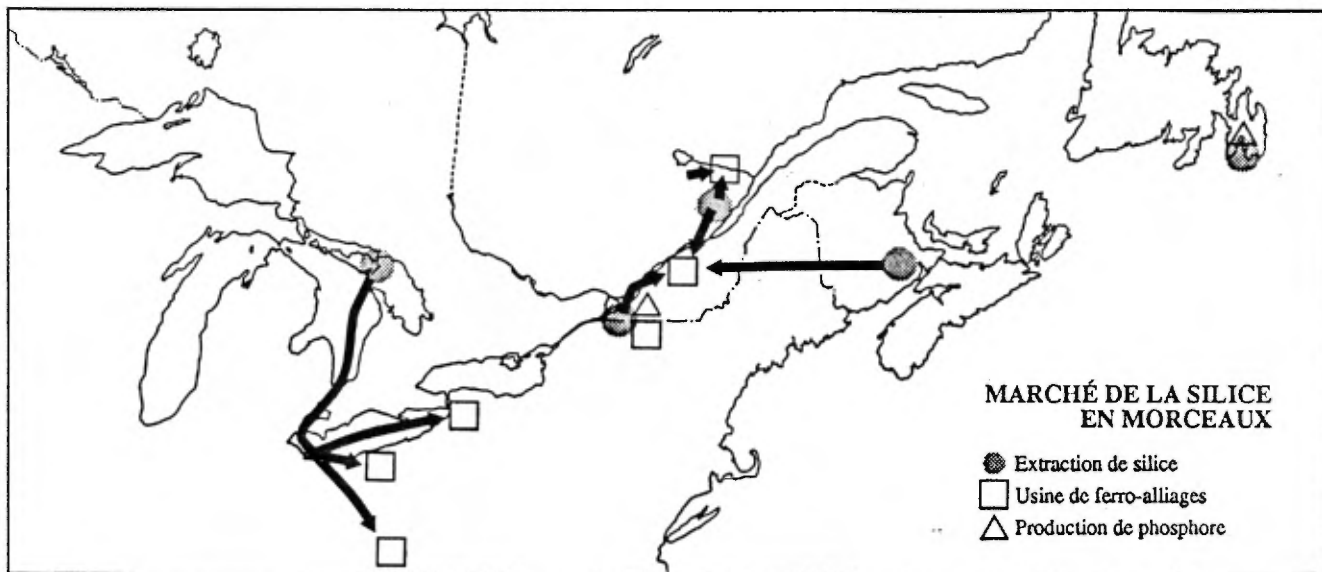 MARCHÉ DE LA SILICE
EN MORCEAUX
Extraction de silice
Usine de ferro-alliages
Production de phosphore